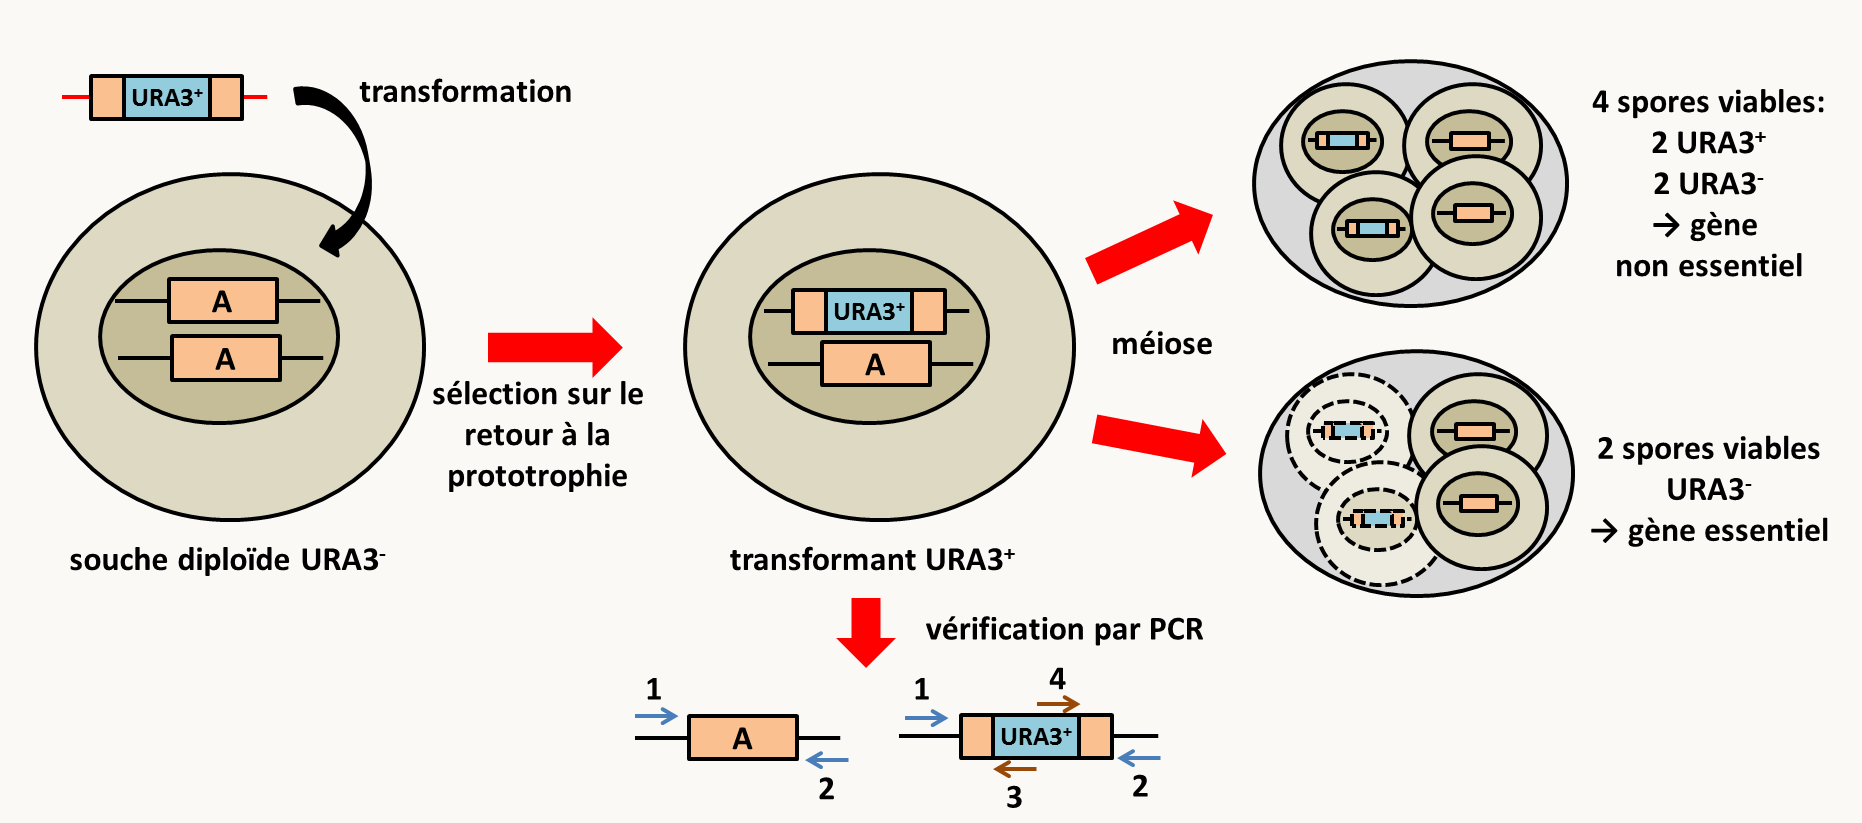 URA3⁺
transformation
A
A
souche diploïde URA3⁻
sélection sur le
retour à la
prototrophie
URA3⁺
A
transformant URA3⁺
méiose
4 spores viables:
2 URA3⁺
2 URA3⁻
→ gène
non essentiel
2 spores viables
URA3⁻
→ gène essentiel
vérification par PCR
1
A
2
1
4
URA3⁺
3
2